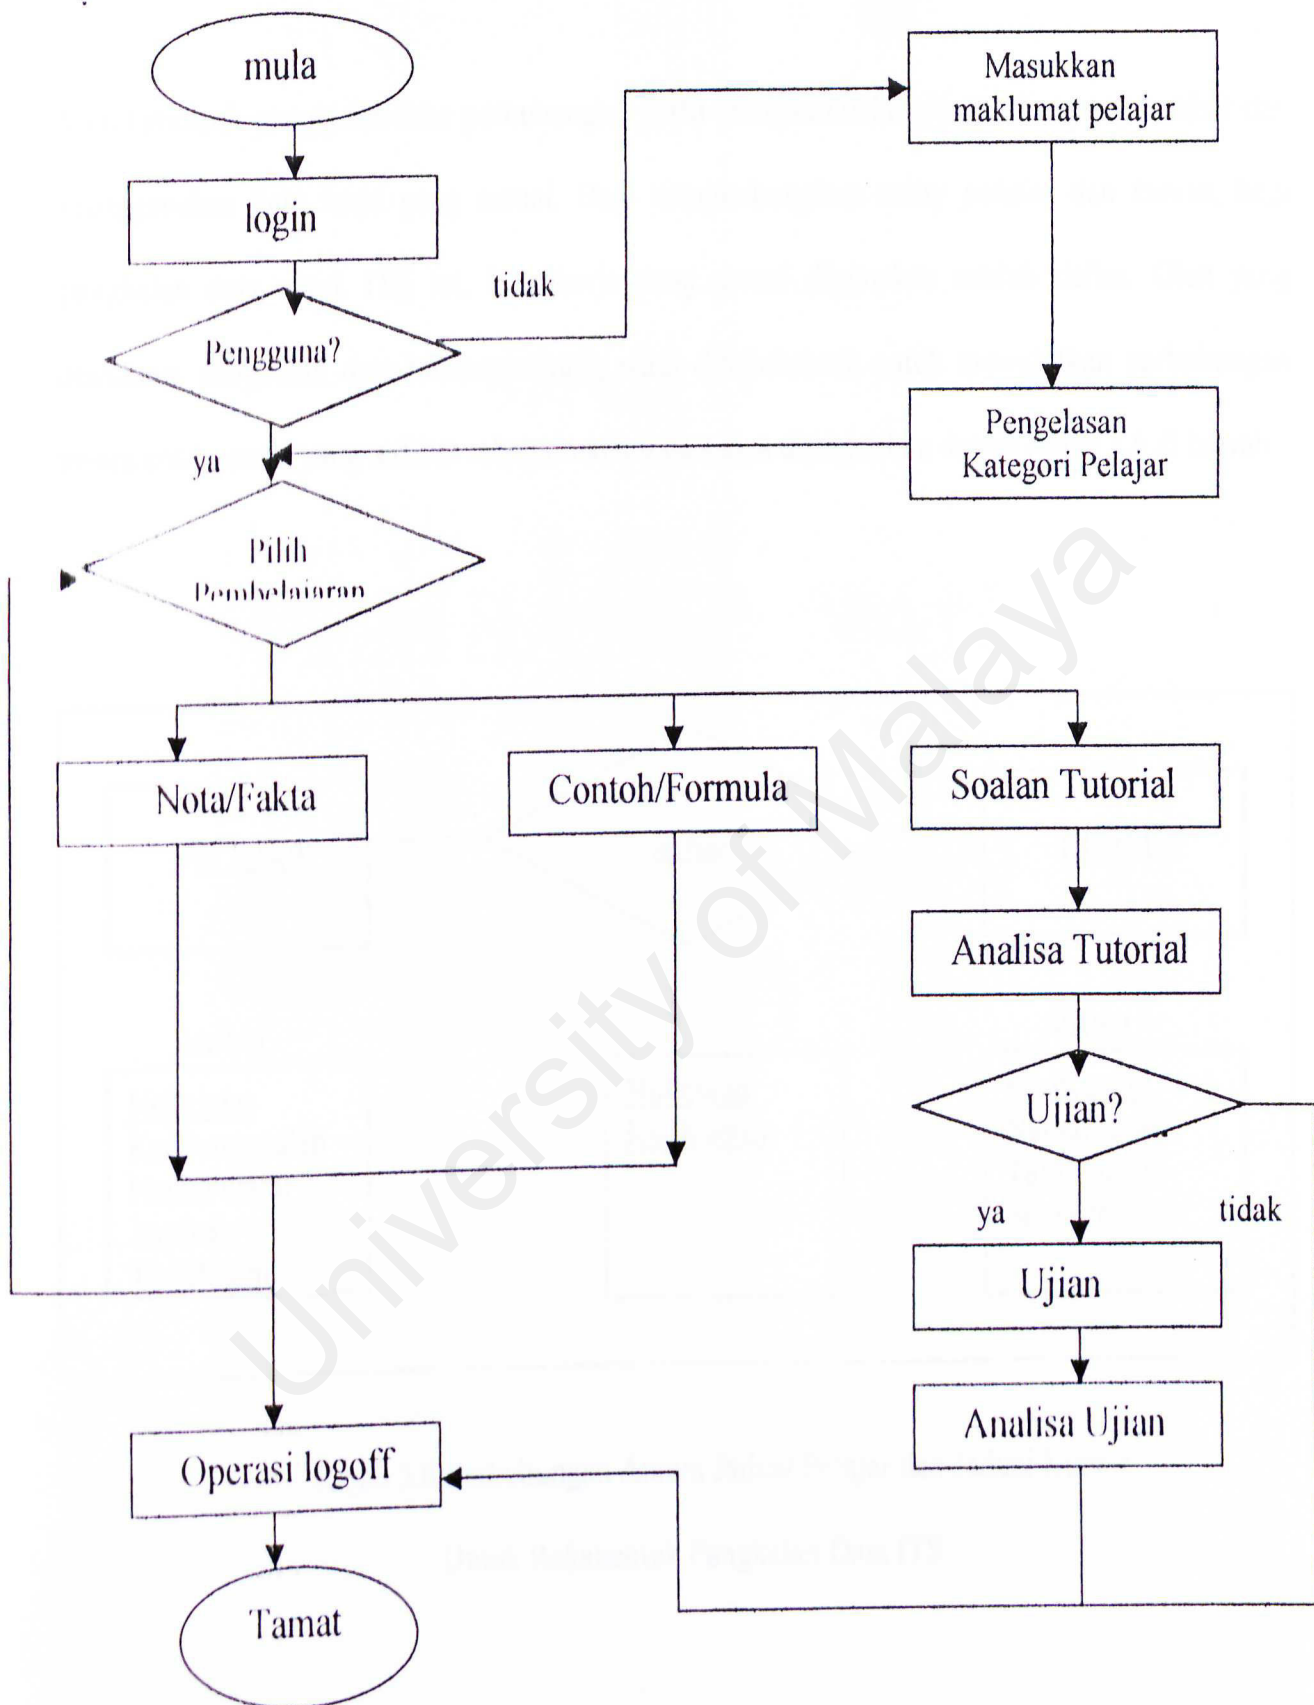 mula
Masukkan
maklumat pelajar
login
tidak
Pengguna?
Pengelasan
Kategori Pelajar
ya
Pilih
Pembelajaran
Nota/Fakta
Contoh/Formula
Soalan Tutorial
Analisa Tutorial
Ujian?
ya
tidak
Ujian
Analisa Ujian
Operasi logoff
Tamat
University of Malaya